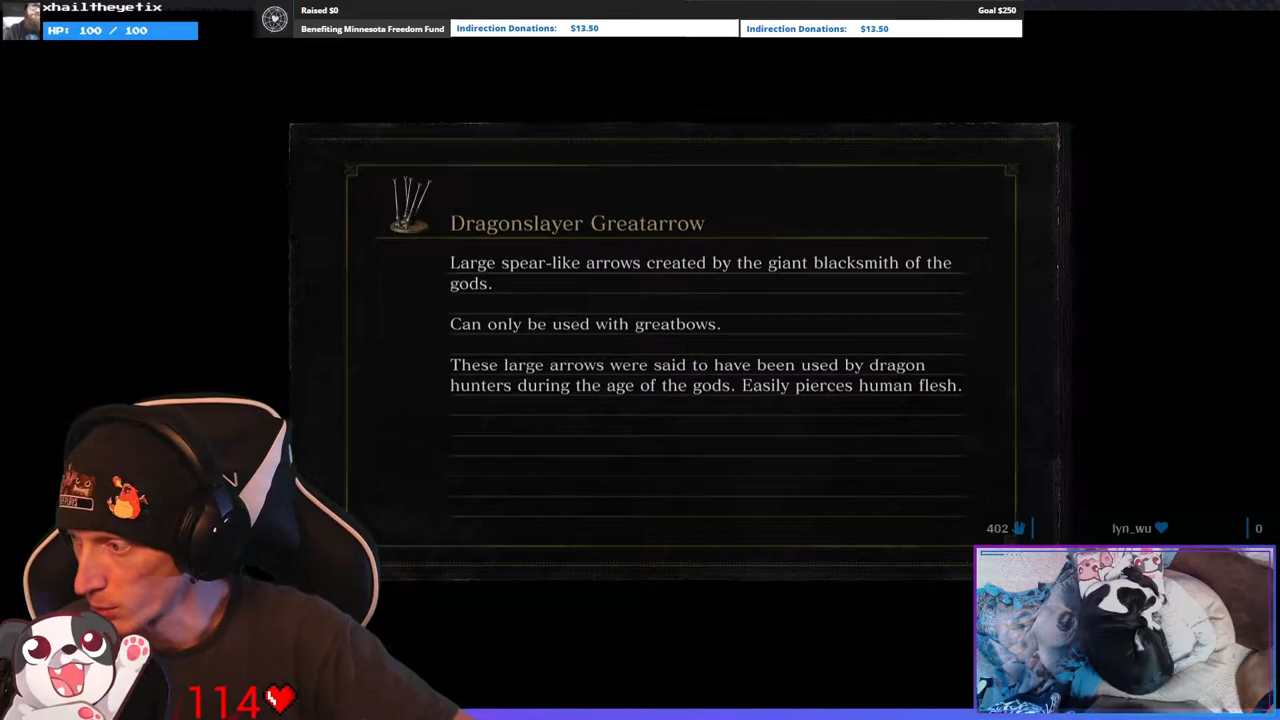 xhailtheyetix
HP: 100 / 100
Raised $0
Goal $250
Benefiting Minnesota Freedom Fund
Indirection Donations: $13.50
Indirection Donations: $13.50
Dragonslayer Greatarrow
Large spear-like arrows created by the giant blacksmith of the
gods.
Can only be used with greatbows.
These large arrows were said to have been used by dragon
hunters during the age of the gods. Easily pierces human flesh.
402
lyn_wu
0
114